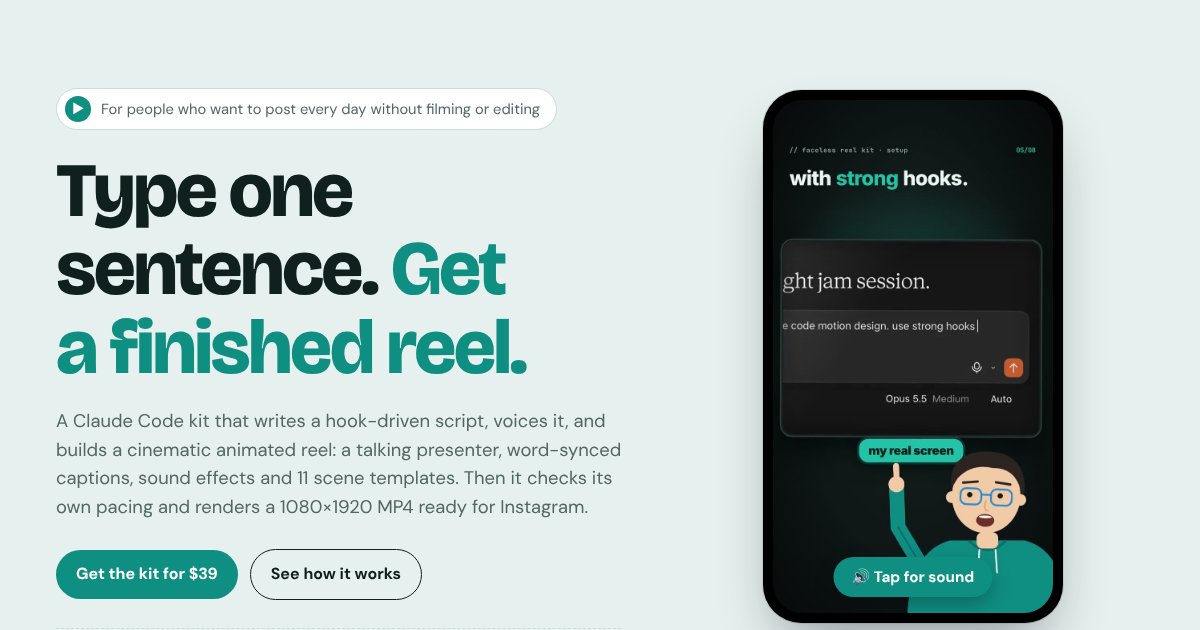 For people who want to post every day without filming or editing
Type one
sentence. Get
a finished reel.
A Claude Code kit that writes a hook-driven script, voices it, and
builds a cinematic animated reel: a talking presenter, word-synced
captions, sound effects and 11 scene templates. Then it checks its
own pacing and renders a 1080×1920 MP4 ready for Instagram.
Get the kit for $39
See how it works
// faceless reel kit · setup
05/08
with strong hooks.
ght jam session.
e code motion design. use strong hooks
Opus 5.5 Medium Auto
my real screen
🔊 Tap for sound